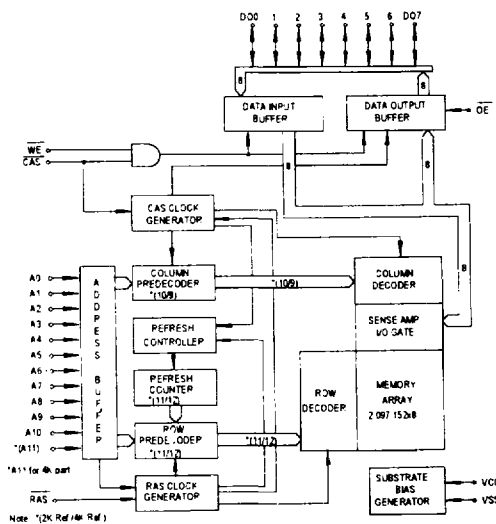 DQ0 1 2 3 4 5 6 DQ7
8
8
DATA INPUT
BUFFER
DATA OUTPUT
BUFFER
OE
WE
CAS
8
8
CAS CLOCK
GENERATOR
8
A0
A1
A2
A3
A4
A5
A6
A7
A8
A9
A10
*(A11)
ADDRESS BUFFER
COLUMN
PREDECODER
*(10/9)
*(10/9)
COLUMN
DECODER
REFRESH
CONTROLLER
SENSE AMP
I/O GATE
REFRESH
COUNTER
*(11/12)
ROW
PREDECODER
*(11/12)
*(11/12)
ROW
DECODER
MEMORY
ARRAY
2 097 152x8
*A11 for 4K part
RAS
RAS CLOCK
GENERATOR
SUBSTRATE
BIAS
GENERATOR
VCC
VSS
Note *(2K Ref/4K Ref)